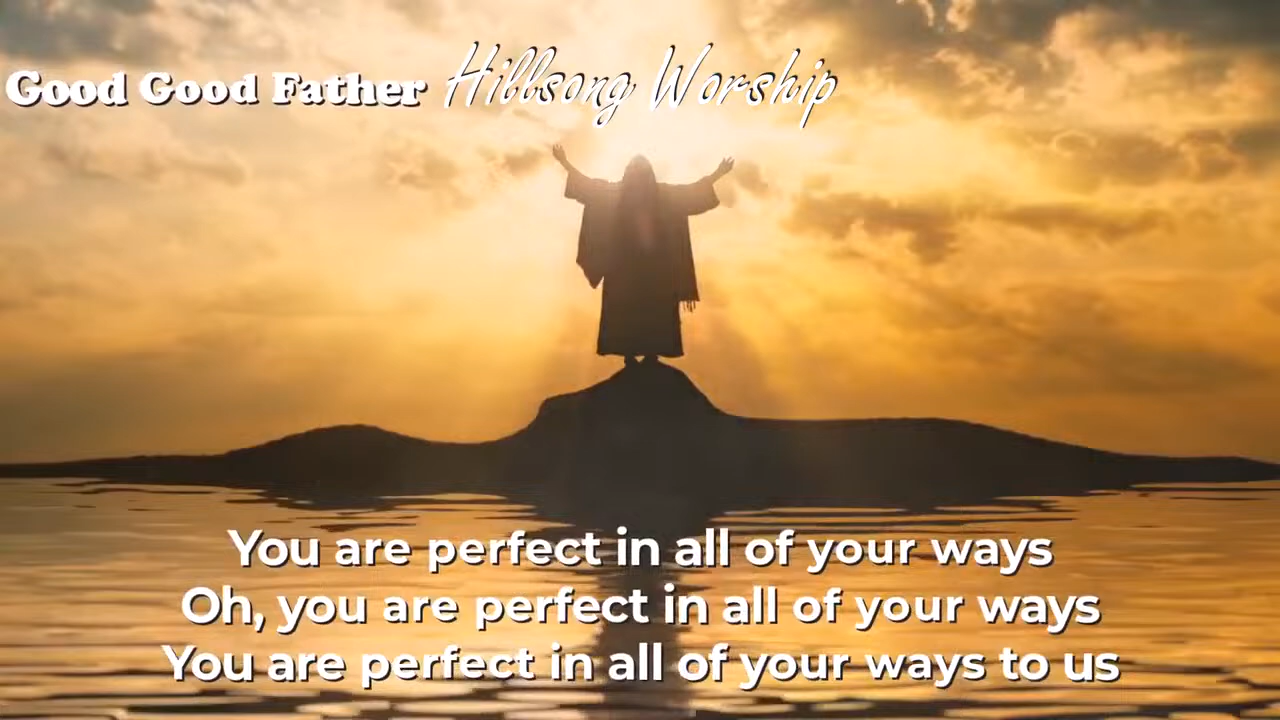 Good Good Father Hillsong Worship
You are perfect in all of your ways
Oh, you are perfect in all of your ways
You are perfect in all of your ways to us